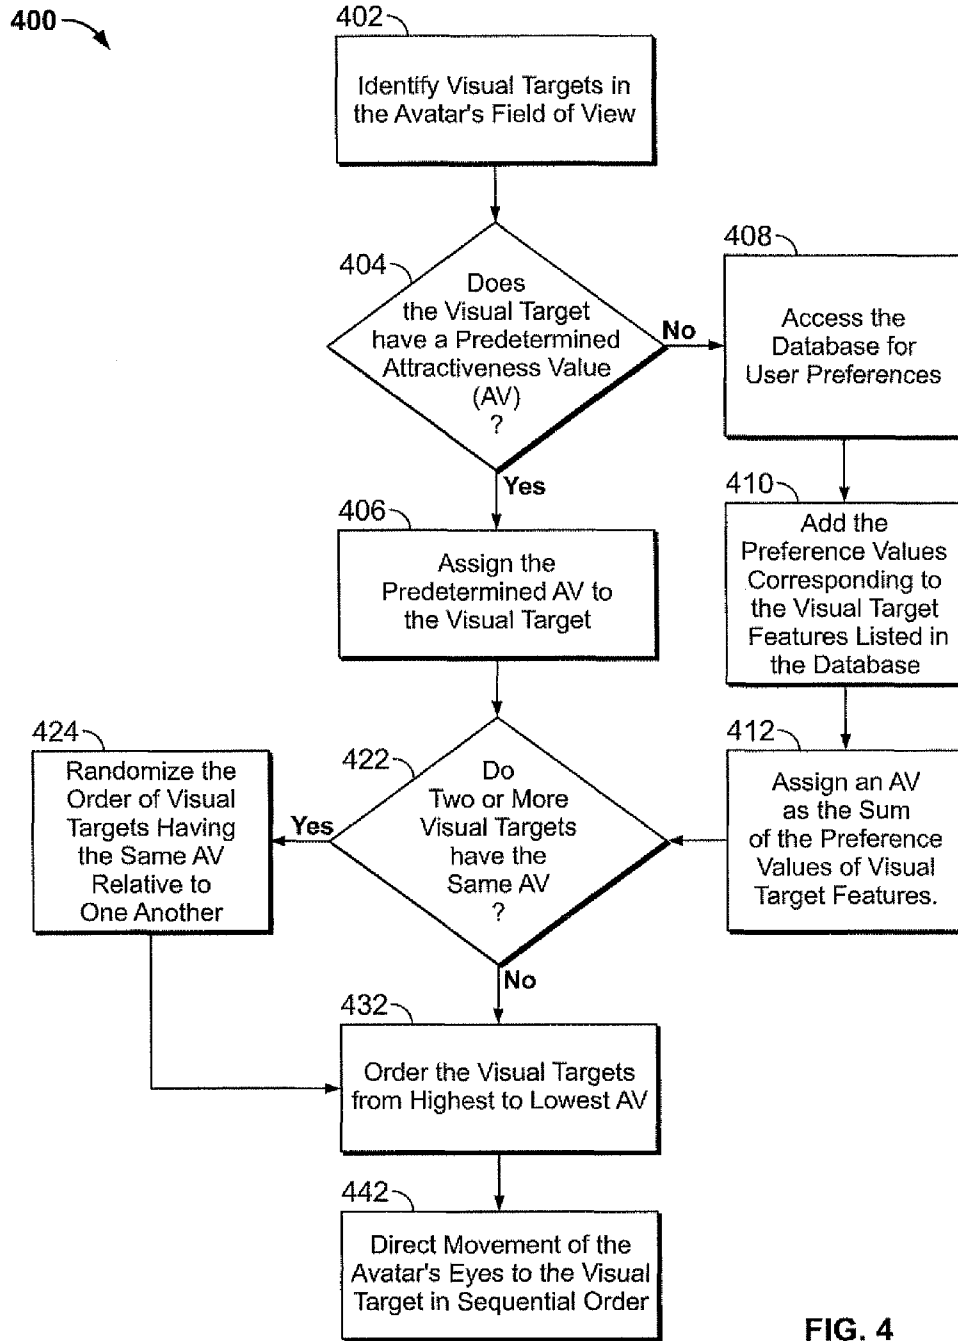 400
402
Identify Visual Targets in
the Avatar's Field of View
404
Does
the Visual Target
have a Predetermined
Attractiveness Value
(AV)
?
No
408
Access the
Database for
User Preferences
Yes
406
Assign the
Predetermined AV to
the Visual Target
410
Add the
Preference Values
Corresponding to
the Visual Target
Features Listed in
the Database
412
Assign an AV
as the Sum
of the Preference
Values of Visual
Target Features.
422
Do
Two or More
Visual Targets
have the
Same AV
?
Yes
424
Randomize the
Order of Visual
Targets Having
the Same AV
Relative to
One Another
No
432
Order the Visual Targets
from Highest to Lowest AV
442
Direct Movement of the
Avatar's Eyes to the Visual
Target in Sequential Order
FIG. 4